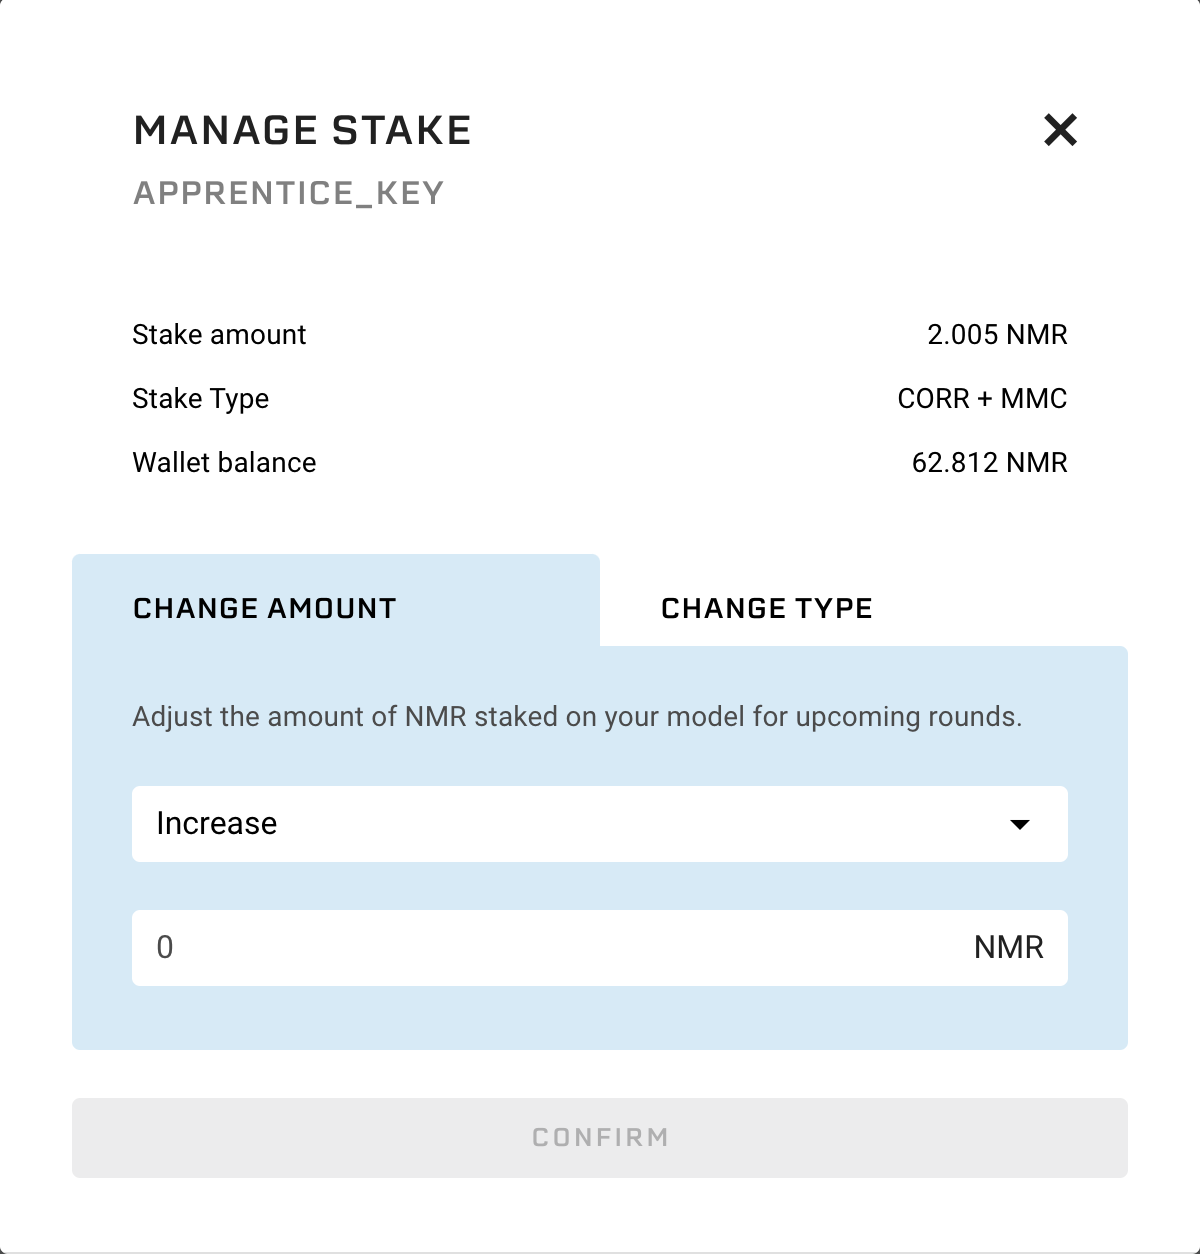 MANAGE STAKE
APPRENTICE_KEY
Stake amount 2.005 NMR
Stake Type CORR + MMC
Wallet balance 62.812 NMR
CHANGE AMOUNT CHANGE TYPE
Adjust the amount of NMR staked on your model for upcoming rounds.
Increase
0 NMR
CONFIRM